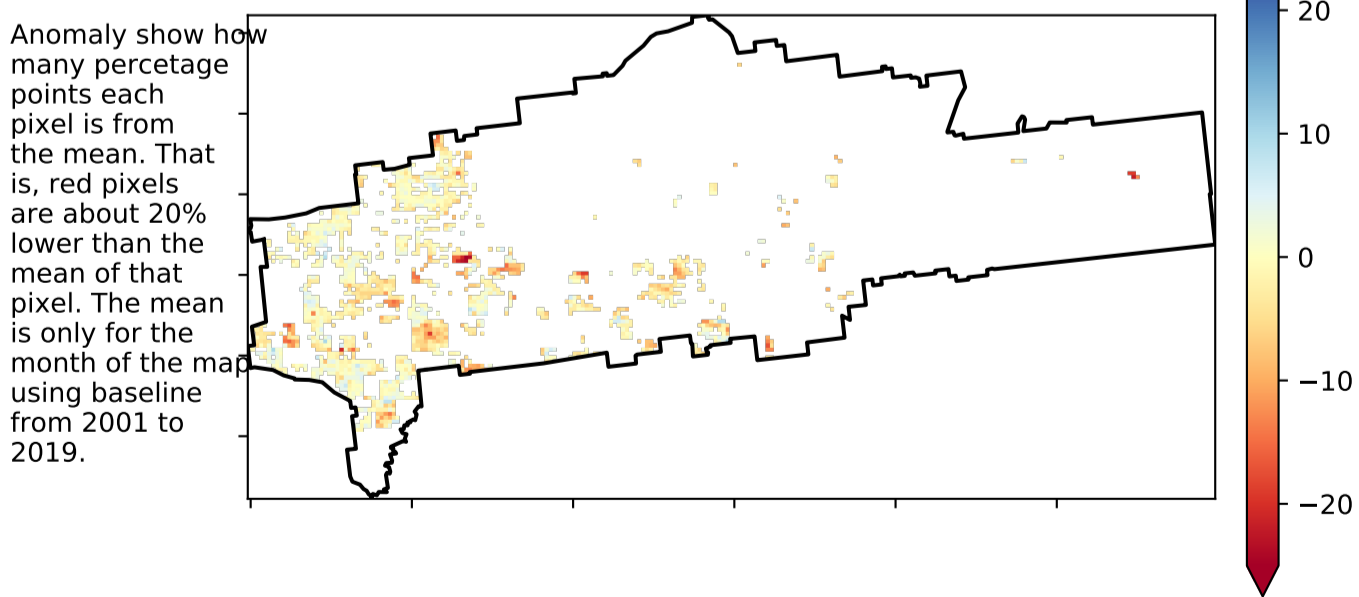 Anomaly show how
many percetage
points each
pixel is from
the mean. That
is, red pixels
are about 20%
lower than the
mean of that
pixel. The mean
is only for the
month of the map
using baseline
from 2001 to
2019.
20
10
0
−10
−20